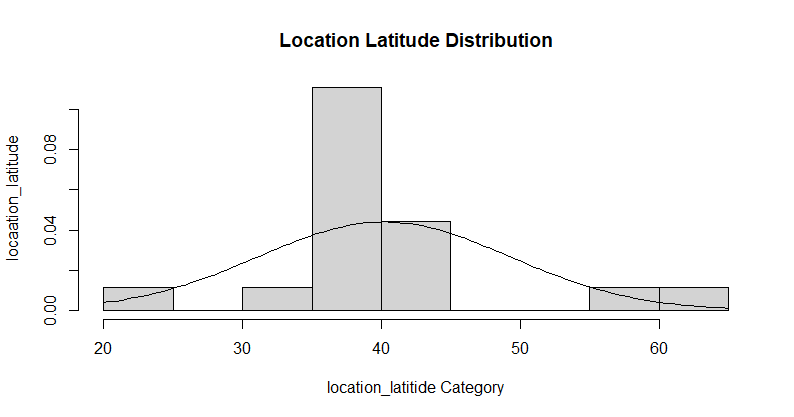 Location Latitude Distribution
locaation_latitude
0.08
0.04
0.00
20 30 40 50 60
location_latitide Category